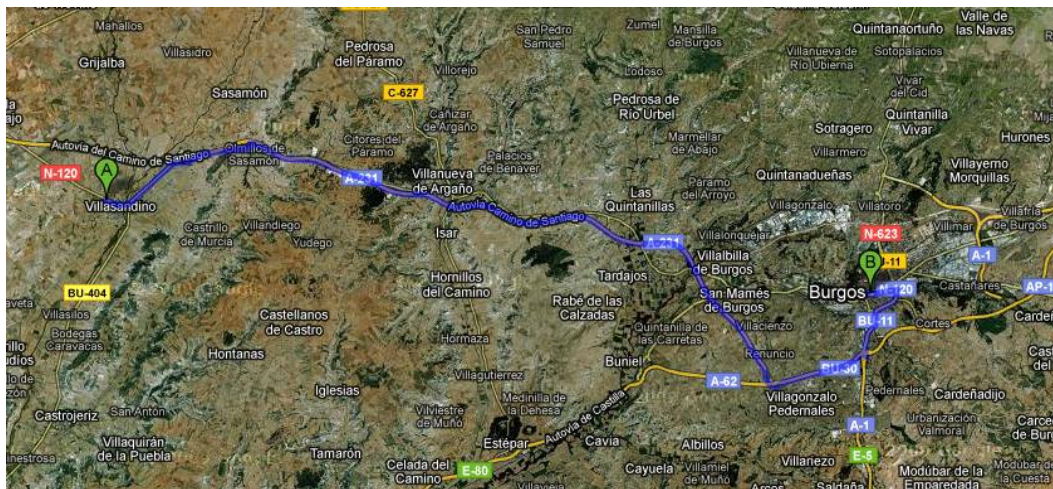 Mahallos
Grijalba
Villasidro
Sasamón
Pedrosa
del Páramo
Villorejo
C-627
Cañizar
de Argaño
Citores del
Páramo
Palacios
de Benaver
San Pedro
Samuel
Zumel
Mansilla
de Burgos
Lodoso
Pedrosa de
Río Urbel
Marmellar
de Abajo
Las
Quintanillas
Páramo
del Arroyo
Villanueva de
Río Ubierna
Quintanaortuño
Sotopalacios
Vivar
del Cid
Quintanilla
Vivar
Valle de
las Navas
Sotragero
Villarmero
Quintanadueñas
Hurones
Villayerno
Morquillas
Villagonzalo
Villatoro
Villímar
Villafría
de Burgos
N-623
A-1
AP-1
Castañares
Autovía del Camino de Santiago
Olmillos de
Sasamón
N-120
A
Villasandino
A-231
Villanueva
de Argaño
Autovía Camino de Santiago
A-231
Villalonquéjar
Villalbilla
de Burgos
Tardajos
San Mamés
de Burgos
B
Burgos
N-120
BU-11
Cortes
Castrillo
de Murcia
Villandiego
Yudego
Isar
Hornillos
del Camino
Rabé de las
Calzadas
BU-404
Villasilos
Bodegas
Caravacas
Castellanos
de Castro
Hontanas
Hormaza
Quintanilla de
las Carretas
Villacienzo
Renuncio
Buniel
BU-30
A-62
Villagonzalo
Pedernales
Pedernales
Cardeñadijo
Iglesias
Villagutierrez
Medinilla de
la Dehesa
Vilviestre
de Muñó
Autovía de Castilla
Castrojeriz
San Antón
Villaquirán
de la Puebla
Tamarón
Estépar
Celada del
Camino
E-80
Cavia
Albillos
Cayuela
Villamiel
de Muñó
Arcos
A-1
Urbanización
Valmoral
Villariezo
E-5
Saldaña
Modúbar de la
Emparedada